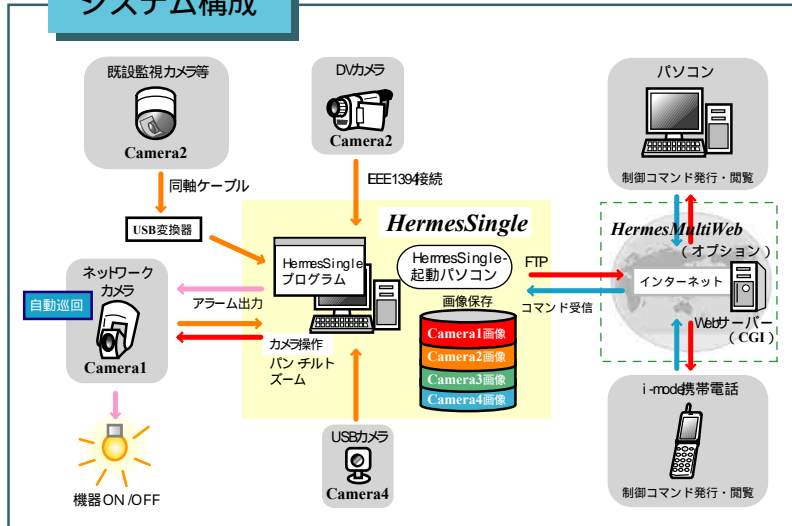 システム構成
既設監視カメラ等
Camera2
同軸ケーブル
USB変換器
DVカメラ
Camera2
EEE1394接続
パソコン
制御コマンド発行・閲覧
HermesSingle
HermesSingle
プログラム
HermesSingle-
起動パソコン
画像保存
Camera1画像
Camera2画像
Camera3画像
Camera4画像
FTP
コマンド受信
HermesMultiWeb
(オプション)
インターネット
Webサーバー
(CGI)
ネットワーク
カメラ
自動巡回
Camera1
アラーム出力
カメラ操作
パン チルト
ズーム
機器ON/OFF
USBカメラ
Camera4
i-mode携帯電話
制御コマンド発行・閲覧